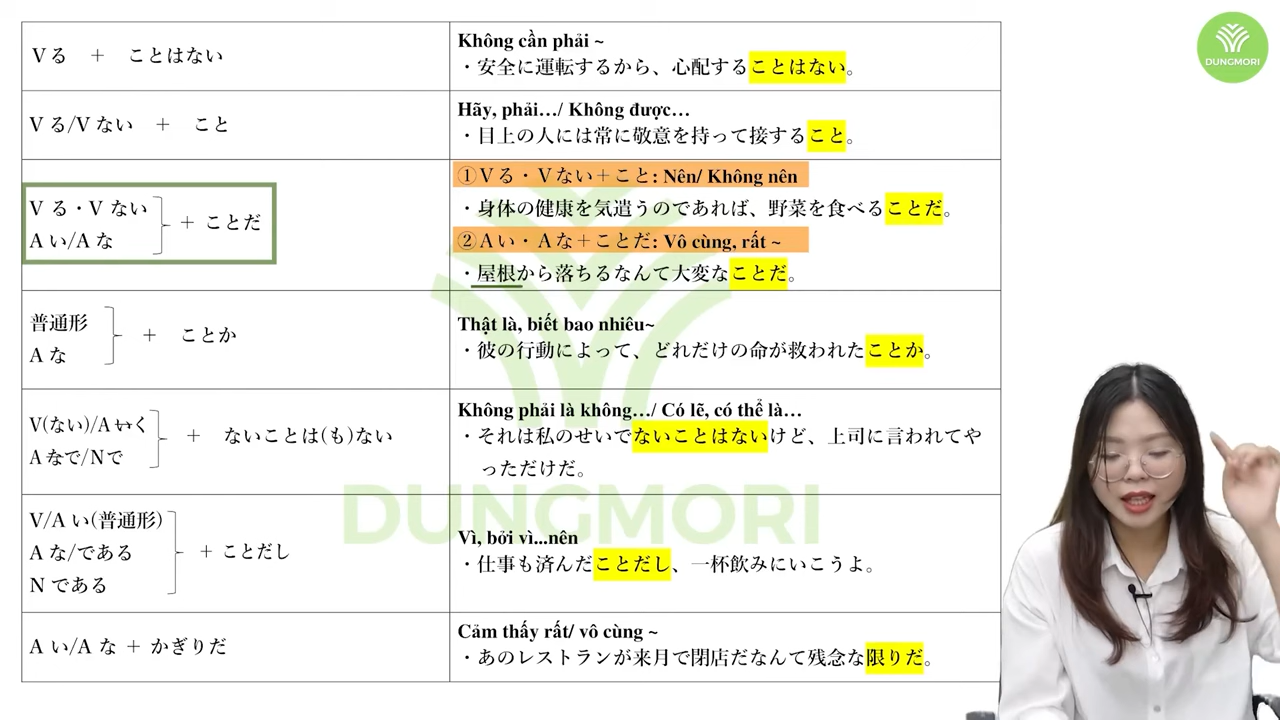 Vる ＋ ことはない
Không cần phải ~
・安全に運転するから、心配することはない。
Vる/Vない ＋ こと
Hãy, phải…/ Không được…
・目上の人には常に敬意を持って接すること。
Vる・Vない
Aい/Aな
＋ ことだ
①Vる・Vない＋こと: Nên/ Không nên
・身体の健康を気遣うのであれば、野菜を食べることだ。
②Aい・Aな＋ことだ: Vô cùng, rất ~
・屋根から落ちるなんて大変なことだ。
普通形
Aな
＋ ことか
Thật là, biết bao nhiêu~
・彼の行動によって、どれだけの命が救われたことか。
V(ない)/Aいく
Aなで/Nで
＋ ないことは(も)ない
Không phải là không…/ Có lẽ, có thể là…
・それは私のせいでないことはないけど、上司に言われてや
っただけだ。
V/Aい(普通形)
Aな/である
Nである
＋ことだし
Vì, bởi vì...nên
・仕事も済んだことだし、一杯飲みにいこうよ。
Aい/Aな＋かぎりだ
Cảm thấy rất/ vô cùng ~
・あのレストランが来月で閉店だなんて残念な限りだ。
DUNGMORI
DUNGMORI